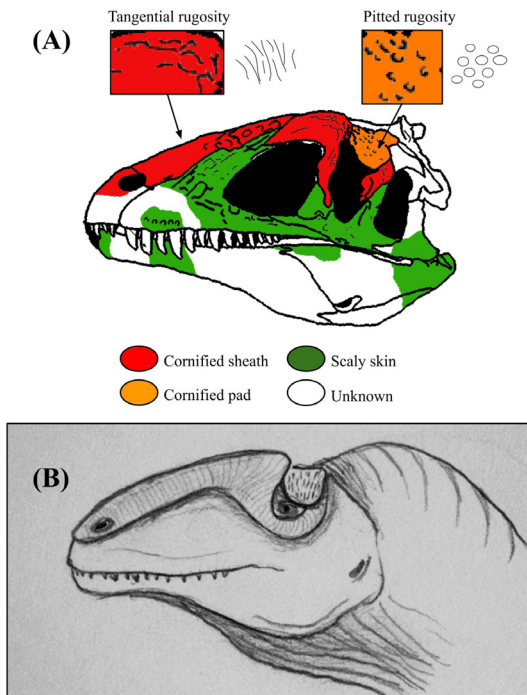 (A)
Tangential rugosity
Pitted rugosity
Cornified sheath
Scaly skin
Cornified pad
Unknown
(B)